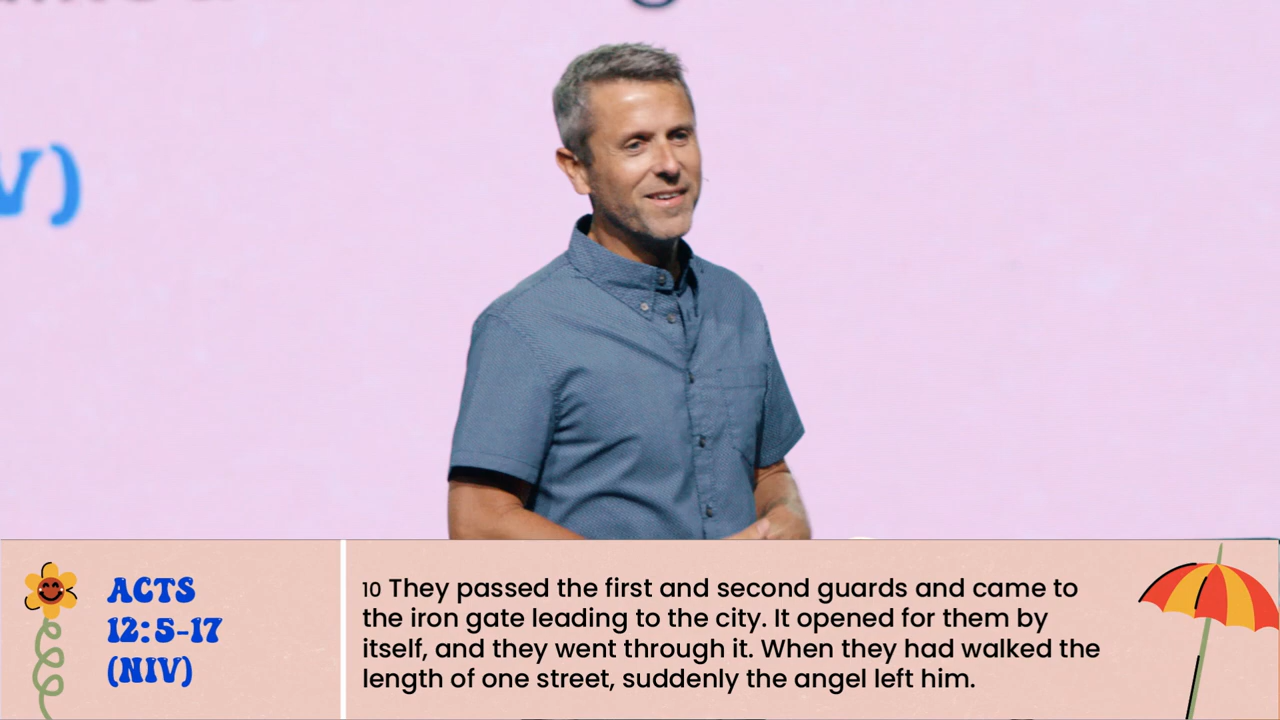 V)
ACTS
12:5-17
(NIV)
10 They passed the first and second guards and came to
the iron gate leading to the city. It opened for them by
itself, and they went through it. When they had walked the
length of one street, suddenly the angel left him.